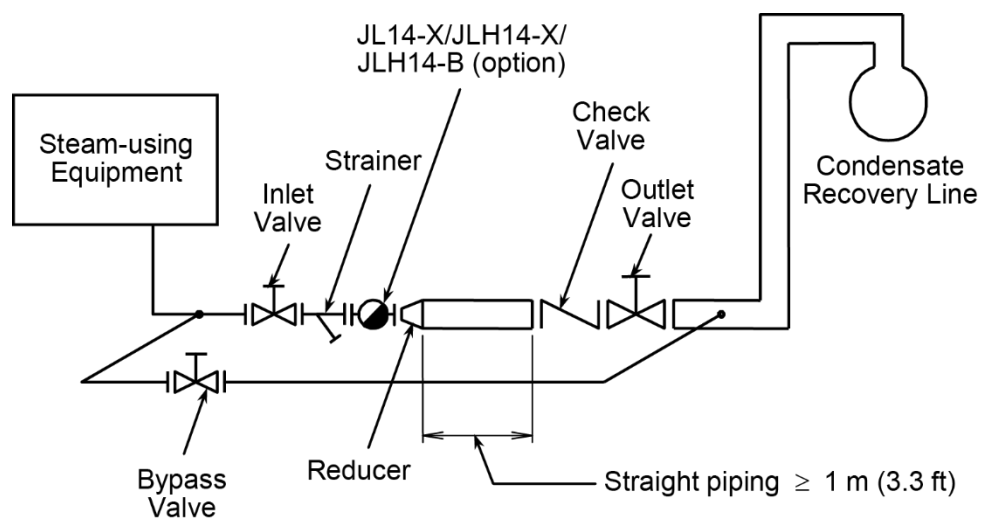 JL14-X/JLH14-X/
JLH14-B (option)
Steam-using
Equipment
Inlet
Valve
Strainer
Check
Valve
Outlet
Valve
Condensate
Recovery Line
Bypass
Valve
Reducer
Straight piping ≥ 1 m (3.3 ft)